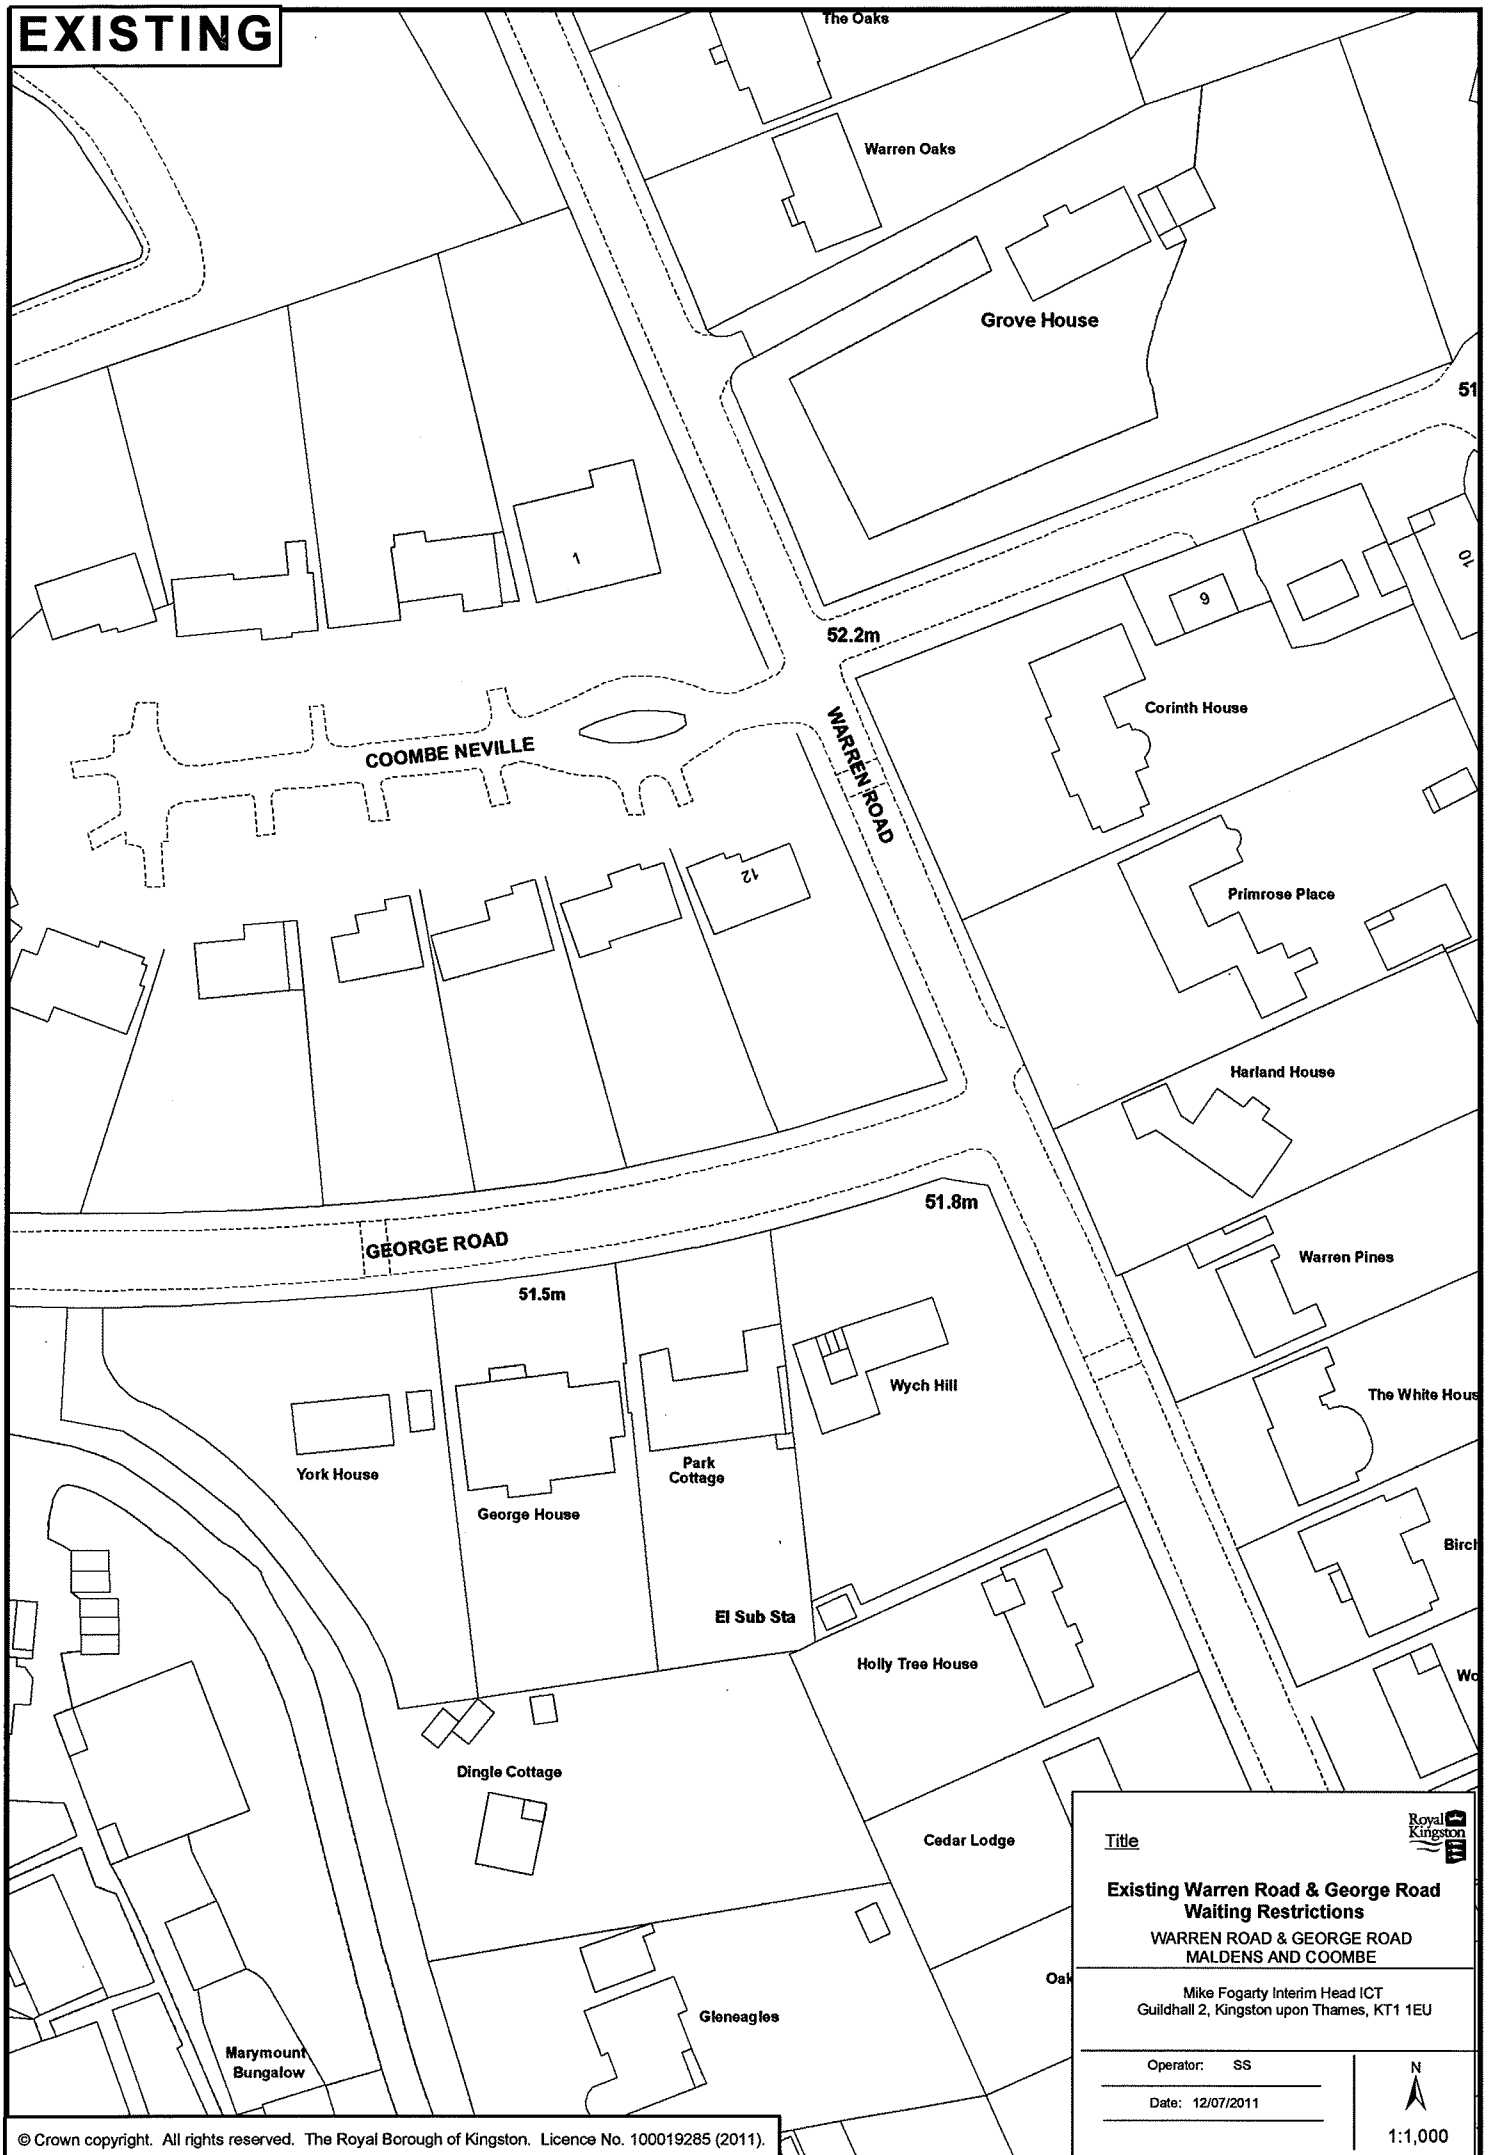 EXISTING
The Oaks
Warren Oaks
Grove House
51
1
10
9
52.2m
Corinth House
WARREN ROAD
COOMBE NEVILLE
12
Primrose Place
Harland House
51.8m
GEORGE ROAD
Warren Pines
51.5m
Wych Hill
The White Hous
York House
Park
Cottage
George House
Birch
El Sub Sta
Holly Tree House
Wo
Dingle Cottage
Cedar Lodge
Title
Royal
Kingston
Existing Warren Road & George Road
Waiting Restrictions
WARREN ROAD & GEORGE ROAD
MALDENS AND COOMBE
Oak
Mike Fogarty Interim Head ICT
Guildhall 2, Kingston upon Thames, KT1 1EU
Gleneagles
Marymount
Bungalow
Operator: SS
Date: 12/07/2011
N
1:1,000
© Crown copyright. All rights reserved. The Royal Borough of Kingston. Licence No. 100019285 (2011).